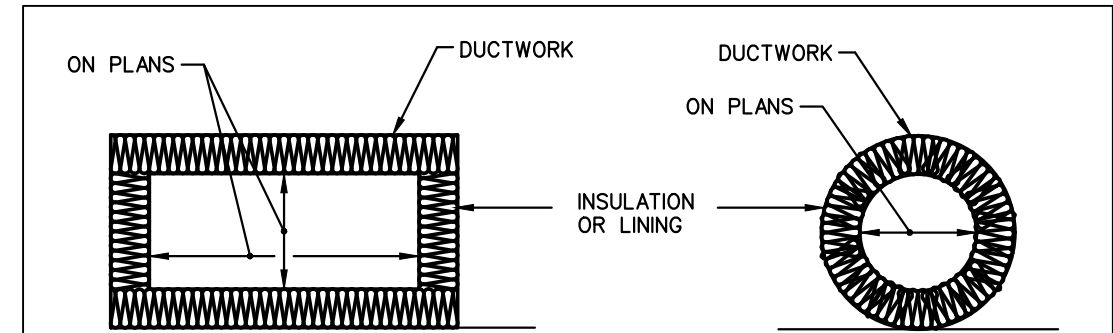 ON PLANS
DUCTWORK
DUCTWORK
ON PLANS
INSULATION
OR LINING